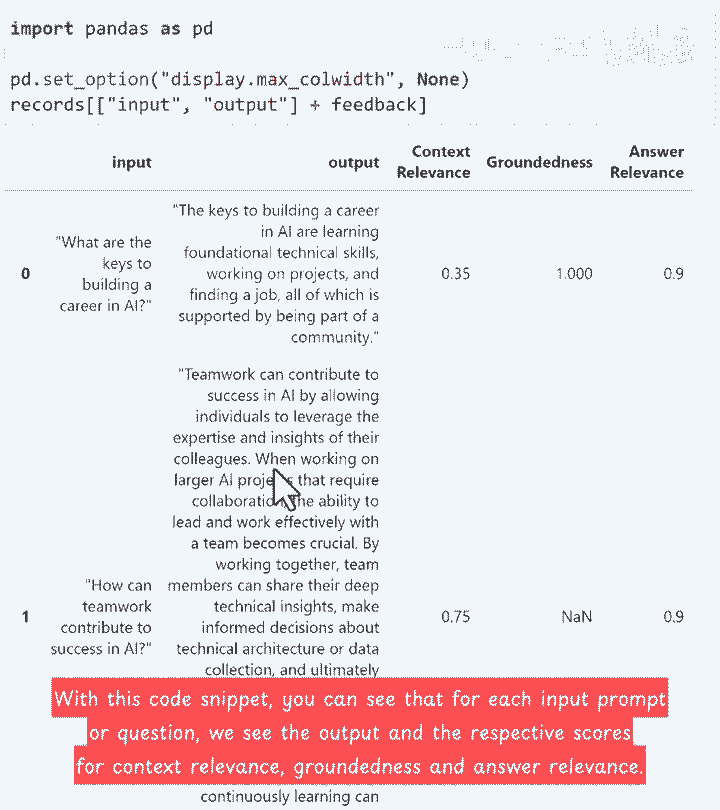 import pandas as pd
pd.set_option("display.max_colwidth", None)
records[["input", "output"] + feedback]
input output Context Relevance Groundedness Answer Relevance
0
"What are the
keys to
building a
career in AI?"
"The keys to building a career
in AI are learning
foundational technical skills,
working on projects, and
finding a job, all of which is
supported by being part of a
community."
0.35 1.000 0.9
1
"How can
teamwork
contribute to
success in AI?"
"Teamwork can contribute to
success in AI by allowing
individuals to leverage the
expertise and insights of their
colleagues. When working on
larger AI that require
the ability to
lead and work effectively with
a team becomes crucial. By
working together, team
members can share their deep
technical insights, make
informed decisions about
technical architecture or data
collection, and ultimately
continuously learning can
0.75 NaN 0.9
With this code snippet, you can see that for each input prompt
or question, we see the output and the respective scores
for context relevance, groundedness and answer relevance.